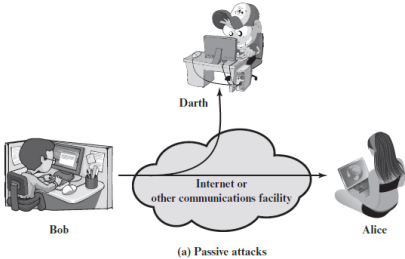 Darth
Internet or
other communications facility
Bob
Alice
(a) Passive attacks